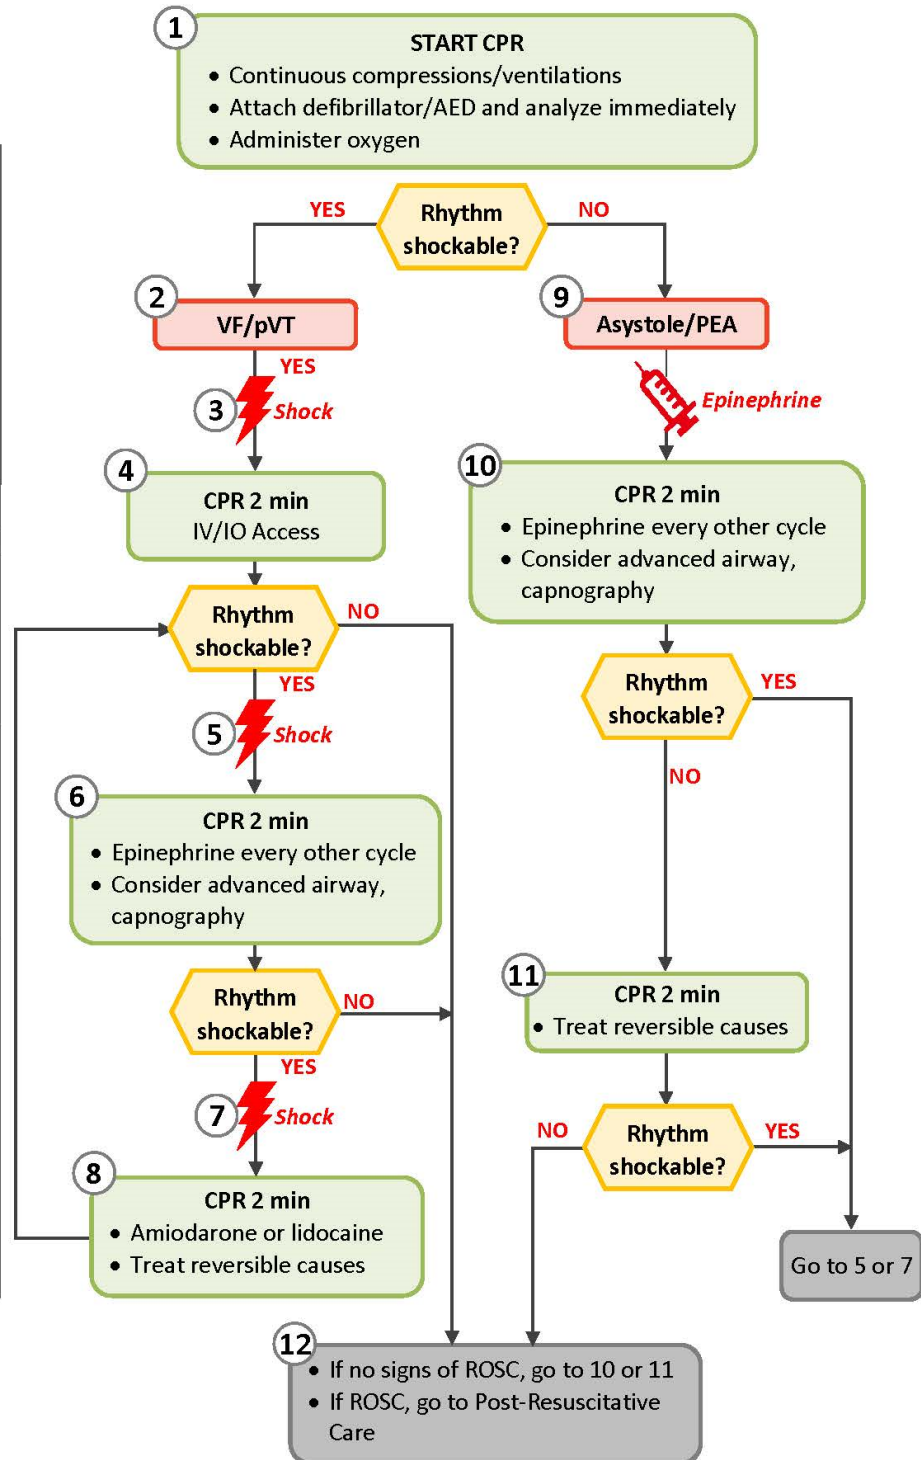 1
START CPR
• Continuous compressions/ventilations
• Attach defibrillator/AED and analyze immediately
• Administer oxygen
Rhythm
shockable?
YES
NO
2
VF/pVT
YES
3
Shock
4
CPR 2 min
IV/IO Access
Rhythm
shockable?
NO
YES
5
Shock
6
CPR 2 min
• Epinephrine every other cycle
• Consider advanced airway,
capnography
Rhythm
shockable?
NO
YES
7
Shock
8
CPR 2 min
• Amiodarone or lidocaine
• Treat reversible causes
9
Asystole/PEA
Epinephrine
10
CPR 2 min
• Epinephrine every other cycle
• Consider advanced airway,
capnography
Rhythm
shockable?
YES
NO
11
CPR 2 min
• Treat reversible causes
Rhythm
shockable?
NO
YES
Go to 5 or 7
12
• If no signs of ROSC, go to 10 or 11
• If ROSC, go to Post-Resuscitative
Care